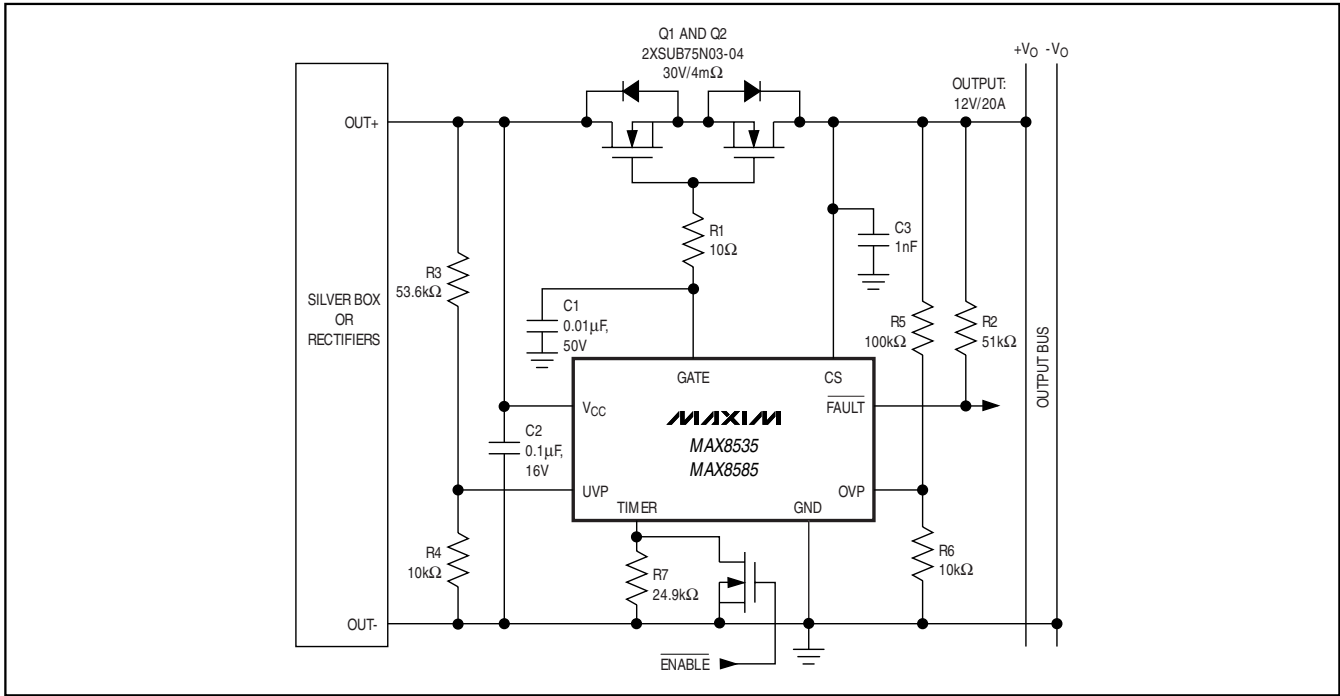 Q1 AND Q2
2XSUB75N03-04
30V/4mΩ
+VO -VO
OUTPUT:
12V/20A
OUT+
R1
10Ω
C3
1nF
R3
53.6kΩ
SILVER BOX
OR
RECTIFIERS
C1
0.01µF,
50V
R5
100kΩ
R2
51kΩ
OUTPUT BUS
GATE
CS
VCC
FAULT
MAXIM
MAX8535
MAX8585
C2
0.1µF,
16V
UVP
OVP
TIMER
GND
R4
10kΩ
R7
24.9kΩ
R6
10kΩ
OUT-
ENABLE